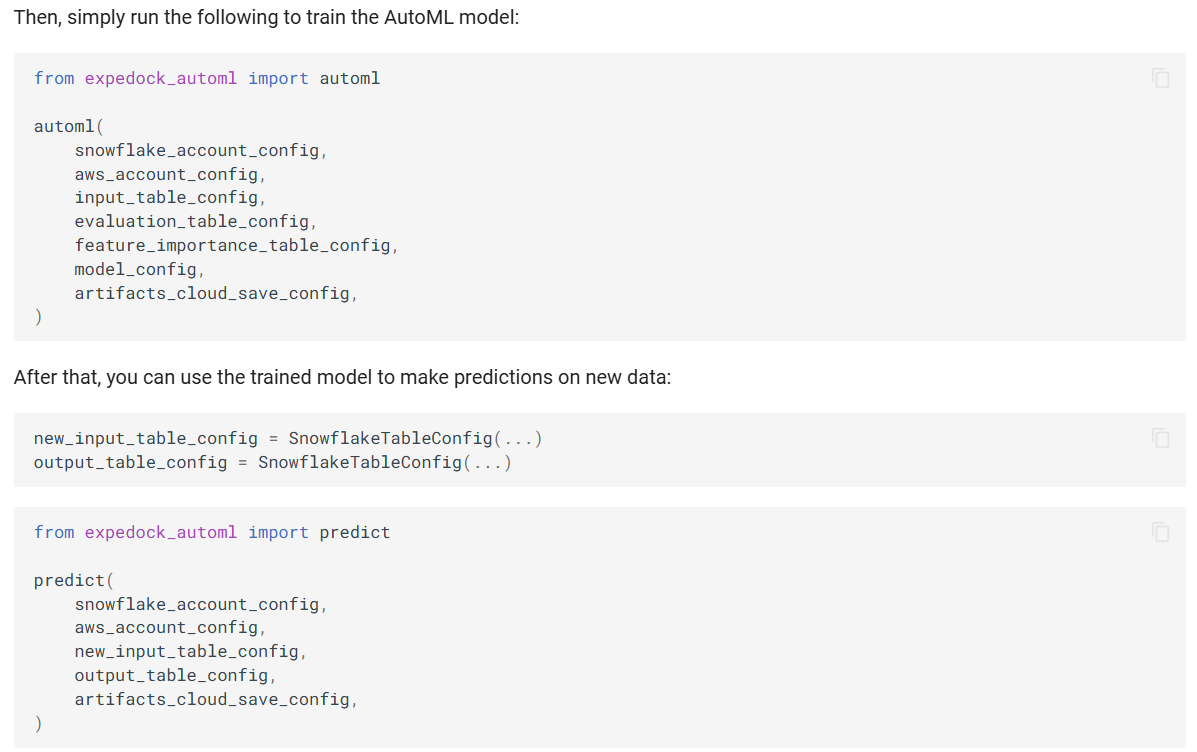 Then, simply run the following to train the AutoML model:
from expedock_automl import automl
automl(
    snowflake_account_config,
    aws_account_config,
    input_table_config,
    evaluation_table_config,
    feature_importance_table_config,
    model_config,
    artifacts_cloud_save_config,
)
After that, you can use the trained model to make predictions on new data:
new_input_table_config = SnowflakeTableConfig(...)
output_table_config = SnowflakeTableConfig(...)
from expedock_automl import predict
predict(
    snowflake_account_config,
    aws_account_config,
    new_input_table_config,
    output_table_config,
    artifacts_cloud_save_config,
)